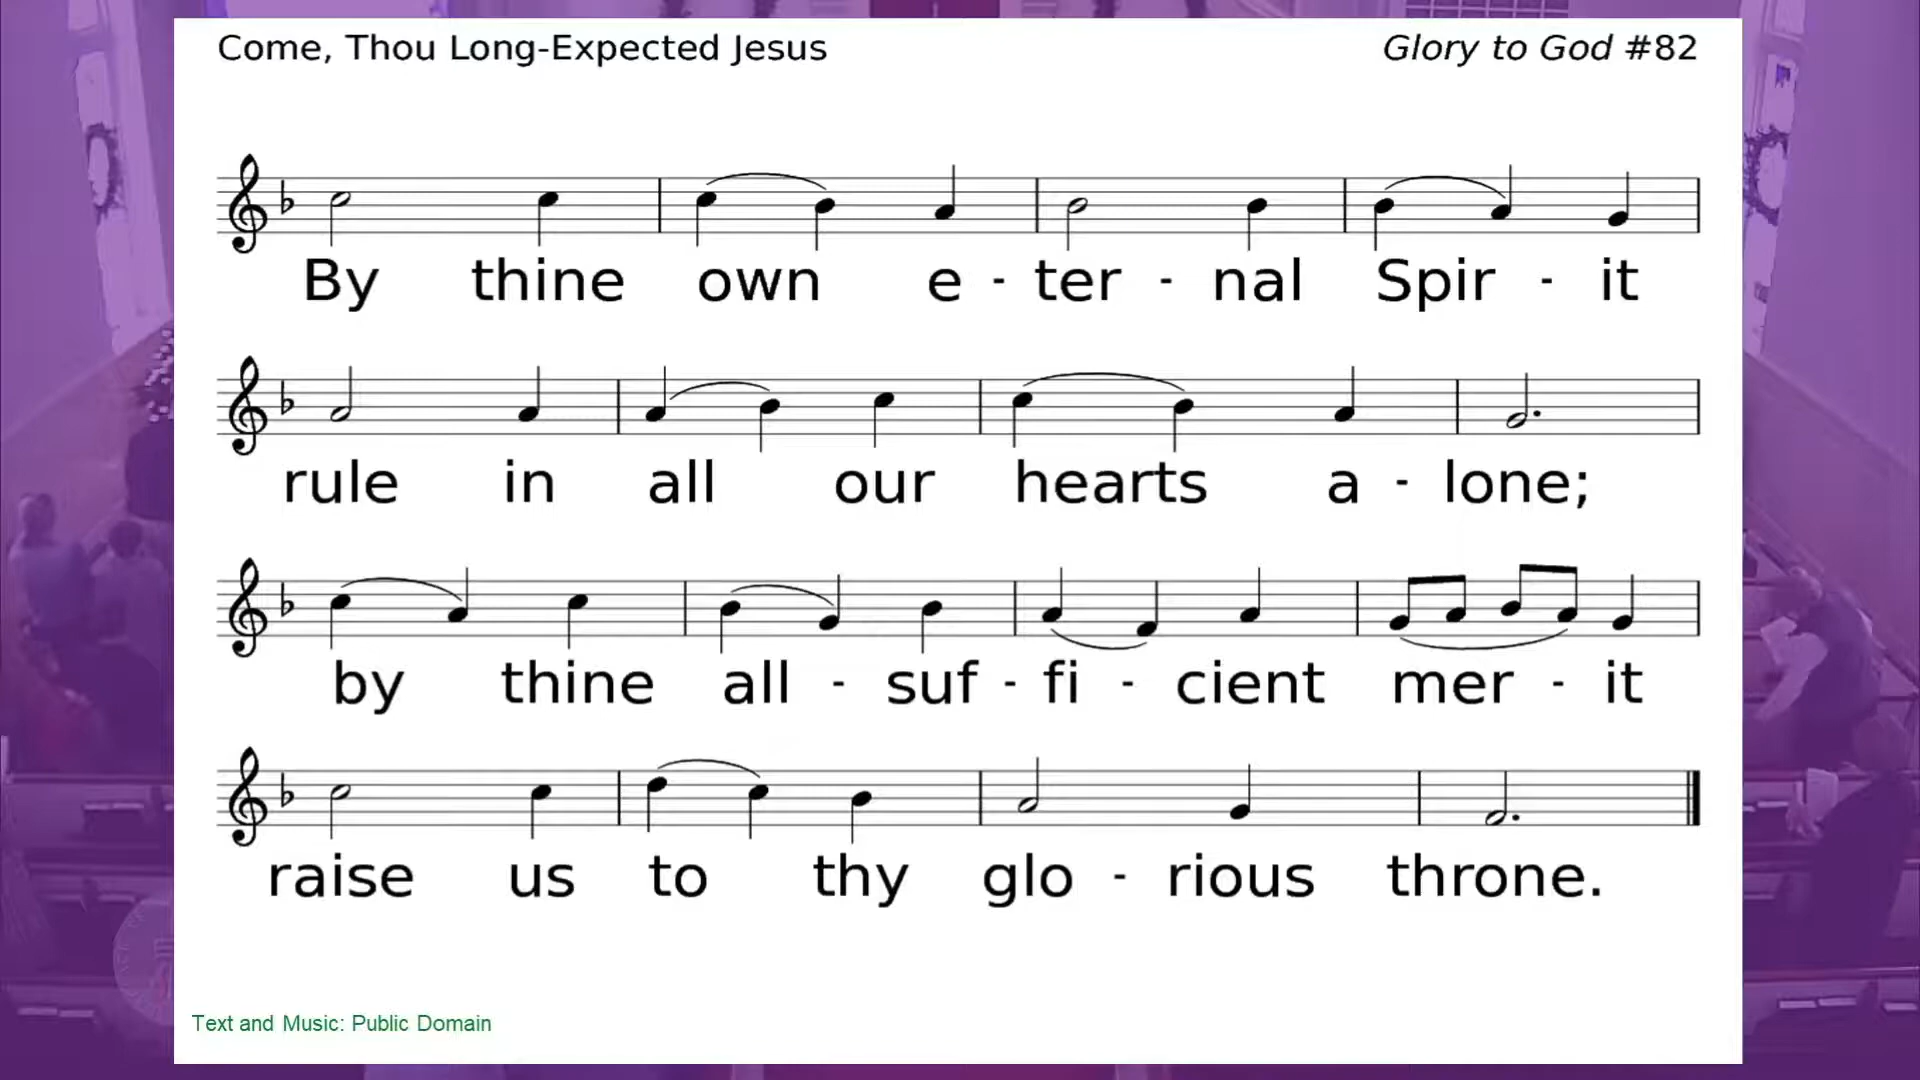 Come, Thou Long-Expected Jesus
Glory to God #82
By thine own e - ter - nal Spir - it
rule in all our hearts a - lone;
by thine all - suf - fi - cient mer - it
raise us to thy glo - rious throne.
Text and Music: Public Domain